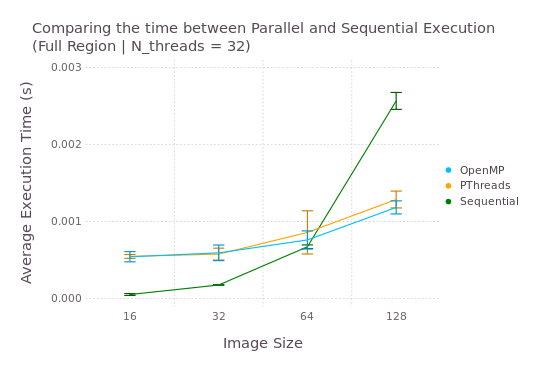 Comparing the time between Parallel and Sequential Execution
(Full Region | N_threads = 32)
Average Execution Time (s)
0.003
0.002
0.001
0.000
16 32 64 128
Image Size
OpenMP
PThreads
Sequential